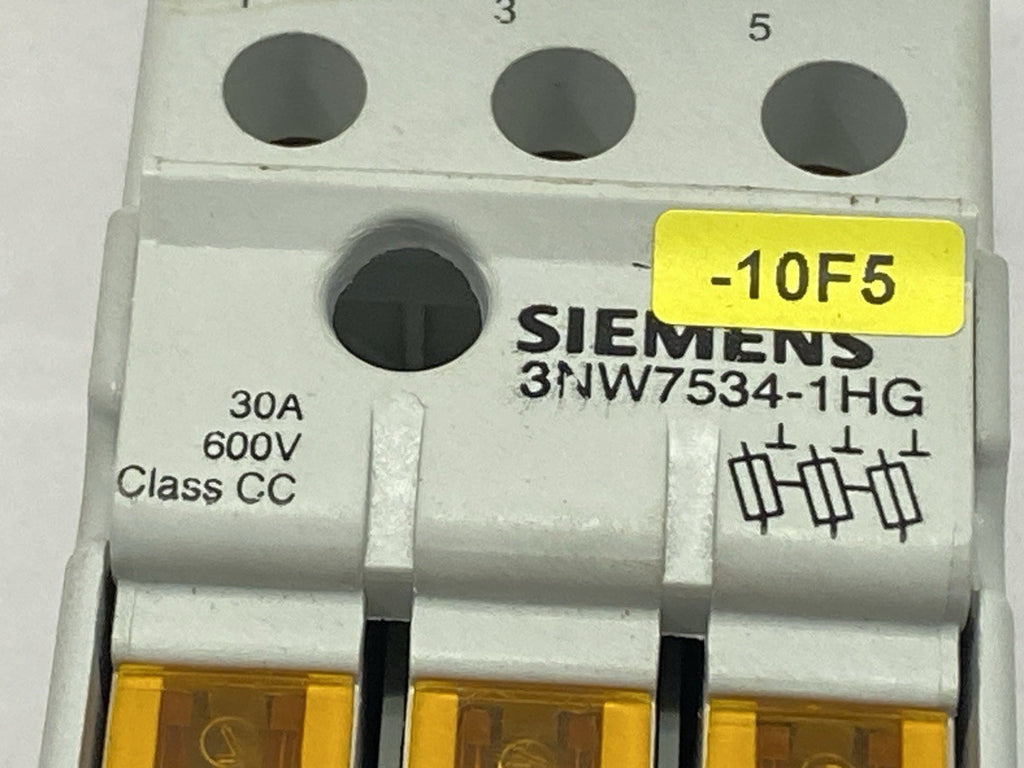 3 5
-10F5
SIEMENS
3NW7534-1HG
30A
600V
Class CC